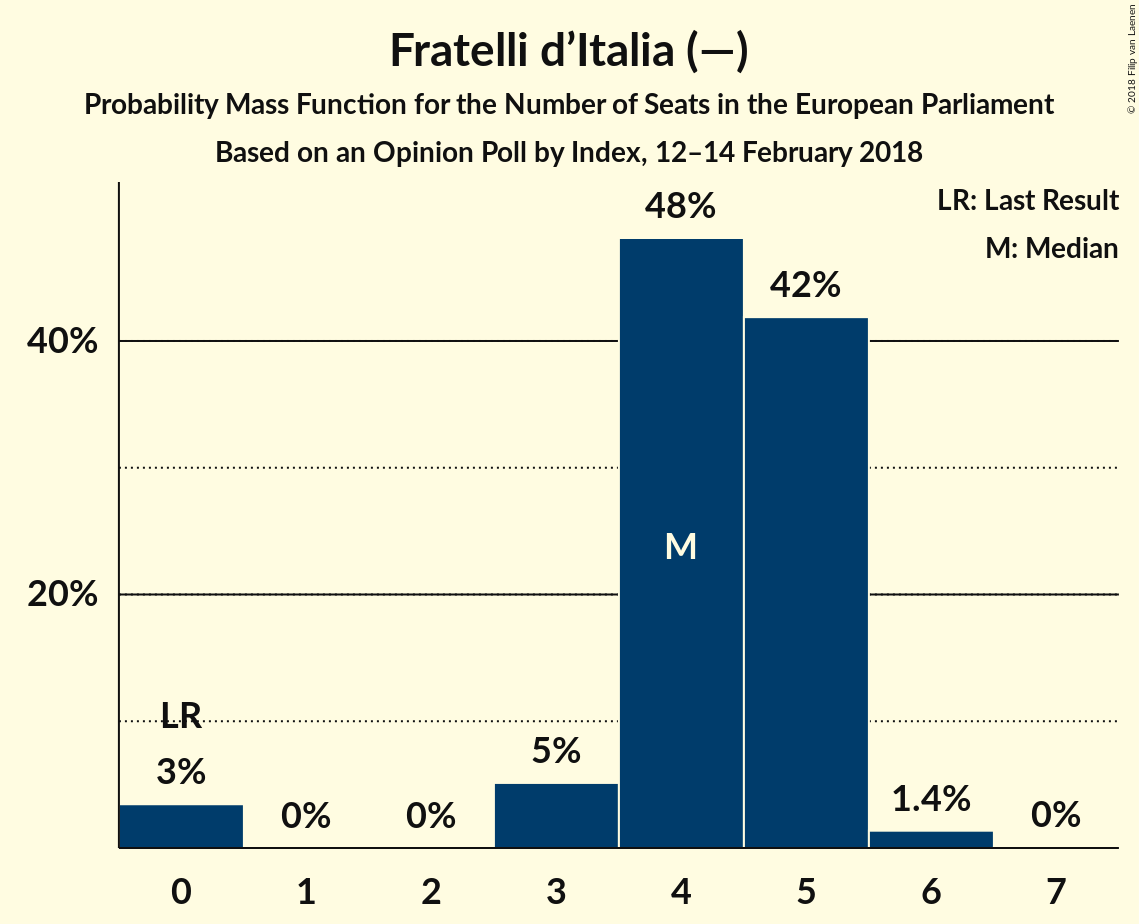 Fratelli d’Italia (—)
Probability Mass Function for the Number of Seats in the European Parliament
Based on an Opinion Poll by Index, 12–14 February 2018
© 2018 Filip van Laenen
LR: Last Result
M: Median
48%
42%
40%
M
20%
LR
3%
0%
0%
5%
1.4%
0%
0 1 2 3 4 5 6 7